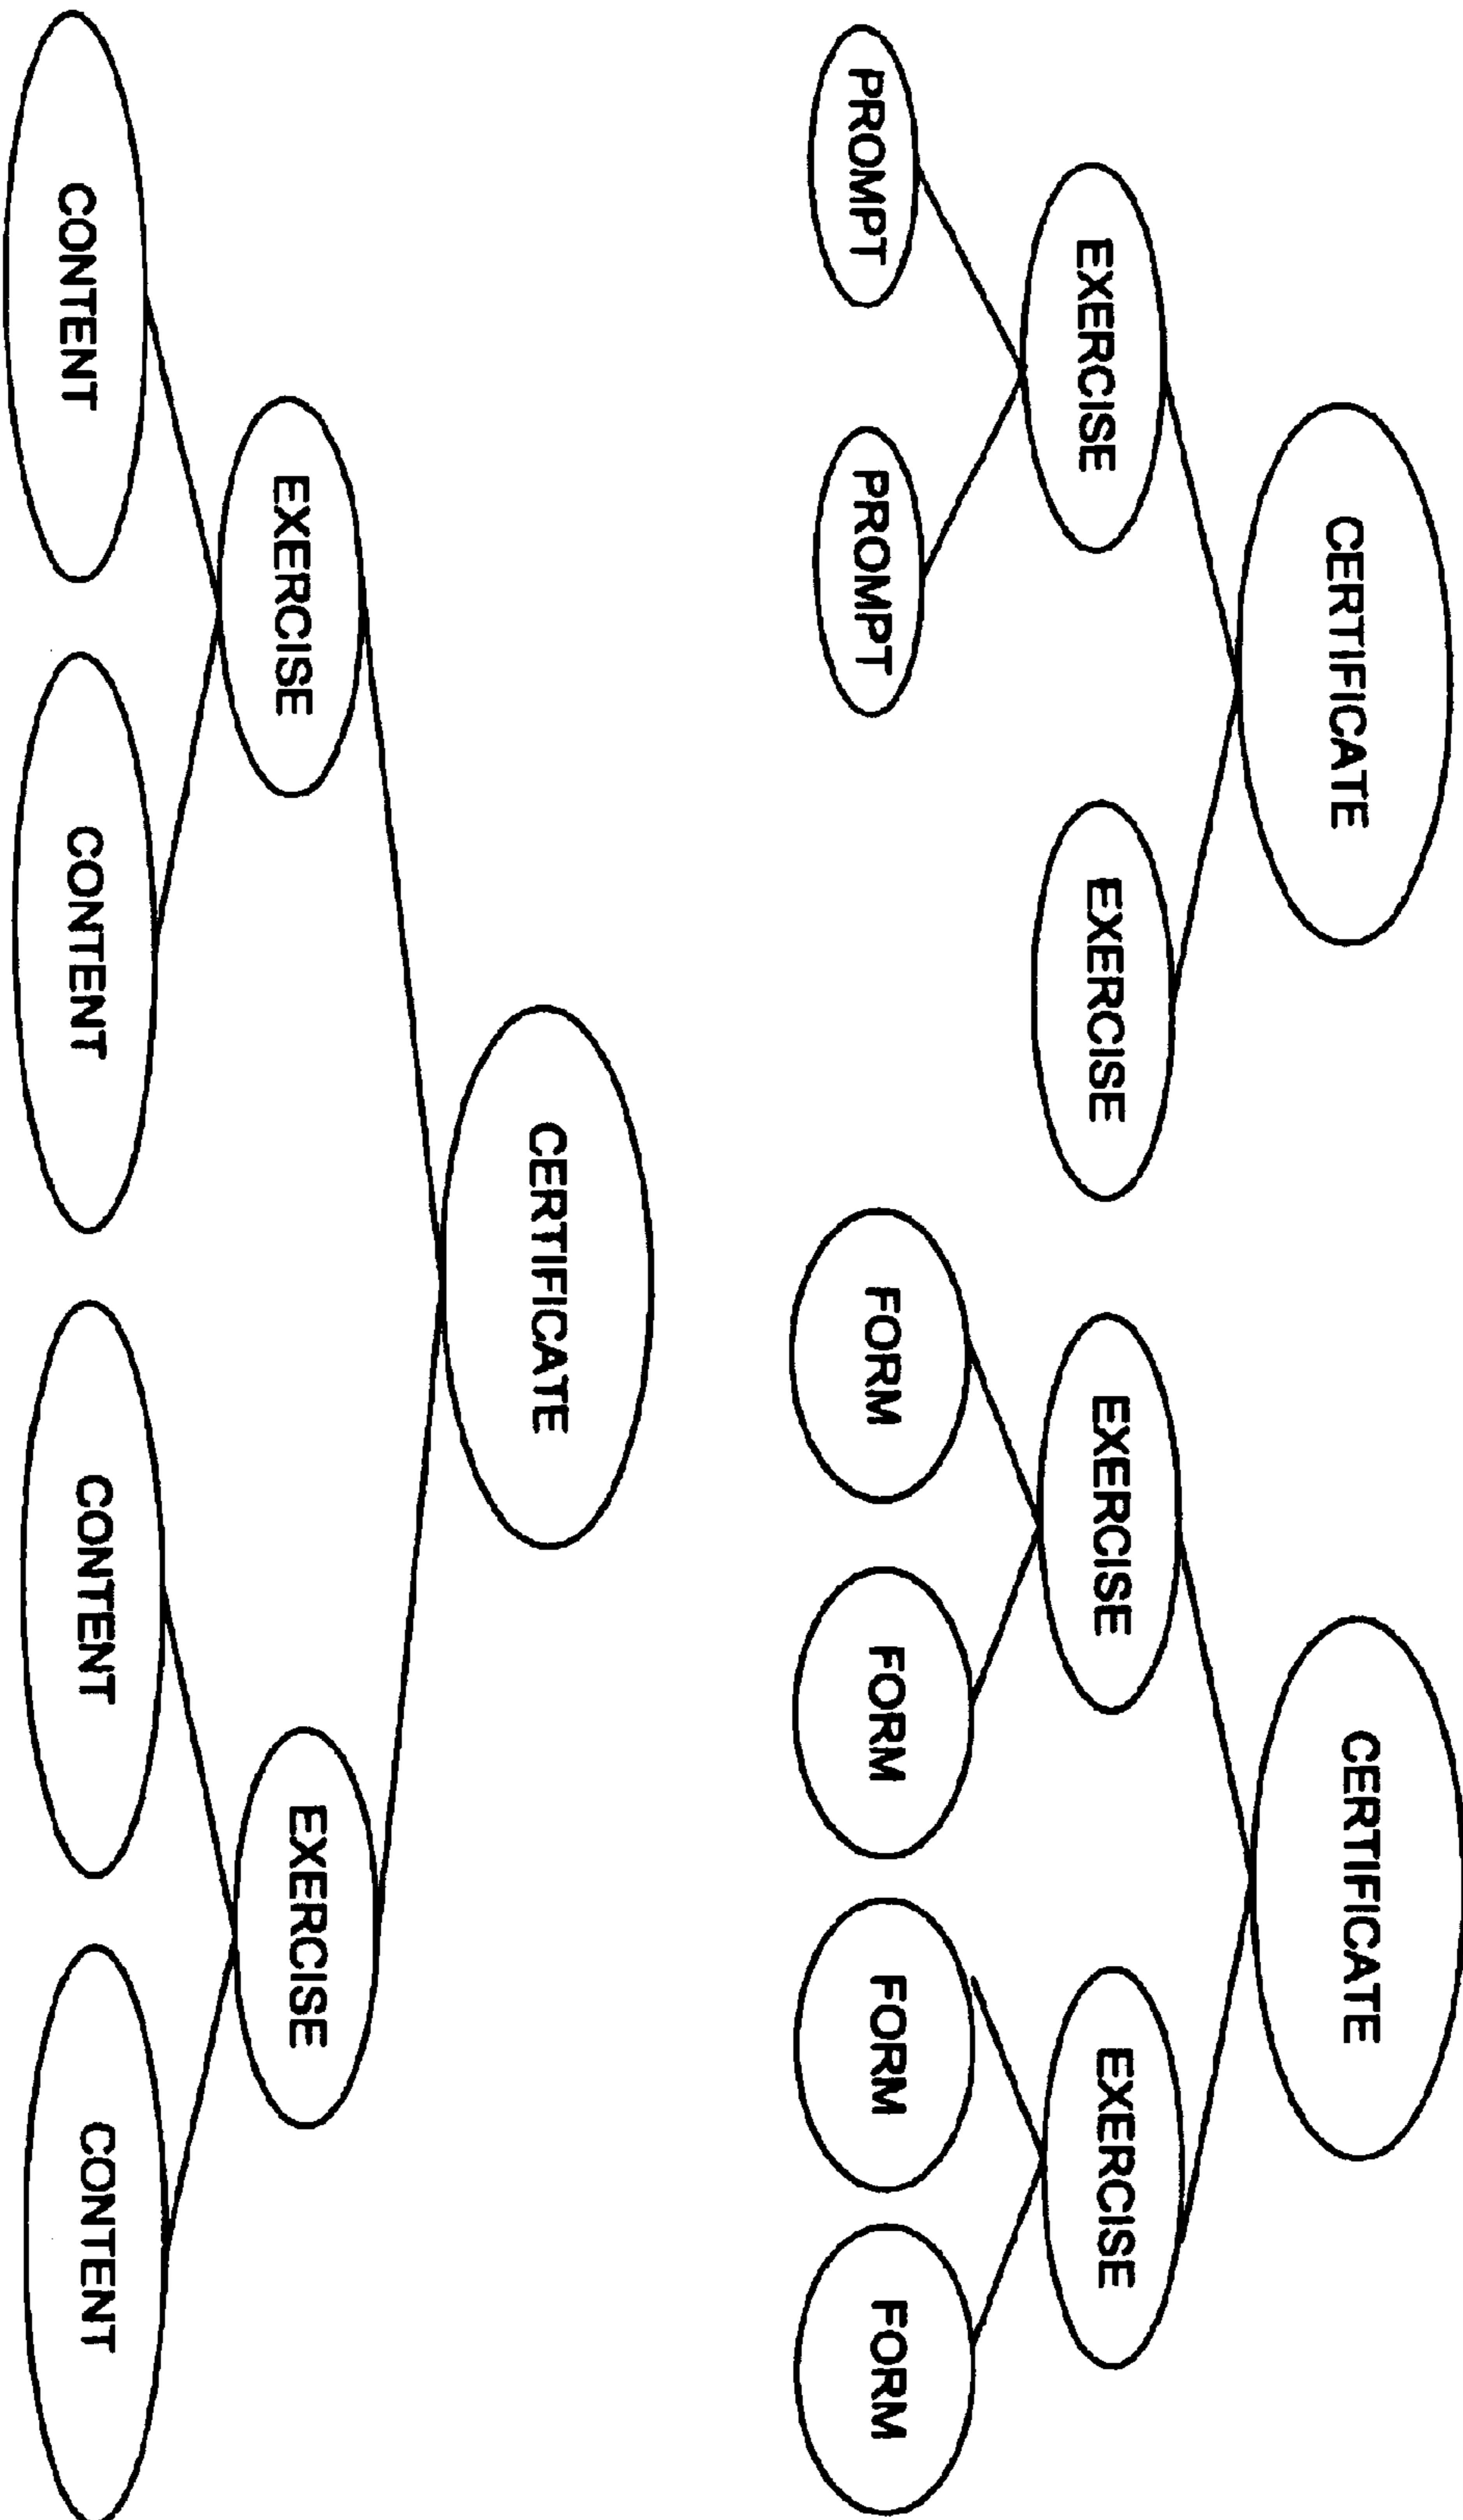 CERTIFICATE
CERTIFICATE
EXERCISE
EXERCISE
EXERCISE
EXERCISE
PROMPT
PROMPT
FORM
FORM
FORM
FORM
CERTIFICATE
EXERCISE
EXERCISE
CONTENT
CONTENT
CONTENT
CONTENT